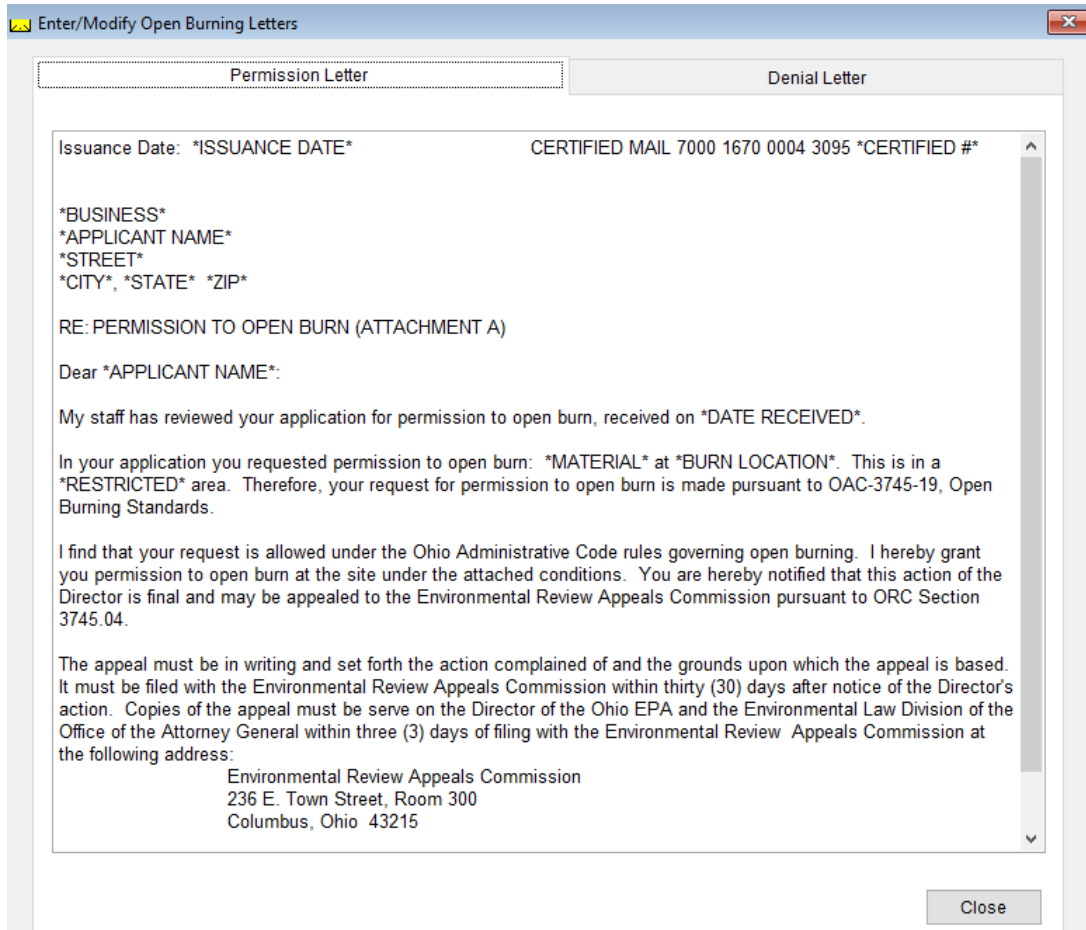 Enter/Modify Open Burning Letters
Permission Letter
Denial Letter
Issuance Date: *ISSUANCE DATE* CERTIFIED MAIL 7000 1670 0004 3095 *CERTIFIED #*
*BUSINESS*
*APPLICANT NAME*
*STREET*
*CITY*, *STATE* *ZIP*
RE: PERMISSION TO OPEN BURN (ATTACHMENT A)
Dear *APPLICANT NAME*:
My staff has reviewed your application for permission to open burn, received on *DATE RECEIVED*.
In your application you requested permission to open burn: *MATERIAL* at *BURN LOCATION*. This is in a
*RESTRICTED* area. Therefore, your request for permission to open burn is made pursuant to OAC-3745-19, Open
Burning Standards.
I find that your request is allowed under the Ohio Administrative Code rules governing open burning. I hereby grant
you permission to open burn at the site under the attached conditions. You are hereby notified that this action of the
Director is final and may be appealed to the Environmental Review Appeals Commission pursuant to ORC Section
3745.04.
The appeal must be in writing and set forth the action complained of and the grounds upon which the appeal is based.
It must be filed with the Environmental Review Appeals Commission within thirty (30) days after notice of the Director's
action. Copies of the appeal must be serve on the Director of the Ohio EPA and the Environmental Law Division of the
Office of the Attorney General within three (3) days of filing with the Environmental Review Appeals Commission at
the following address:
Environmental Review Appeals Commission
236 E. Town Street, Room 300
Columbus, Ohio 43215
Close